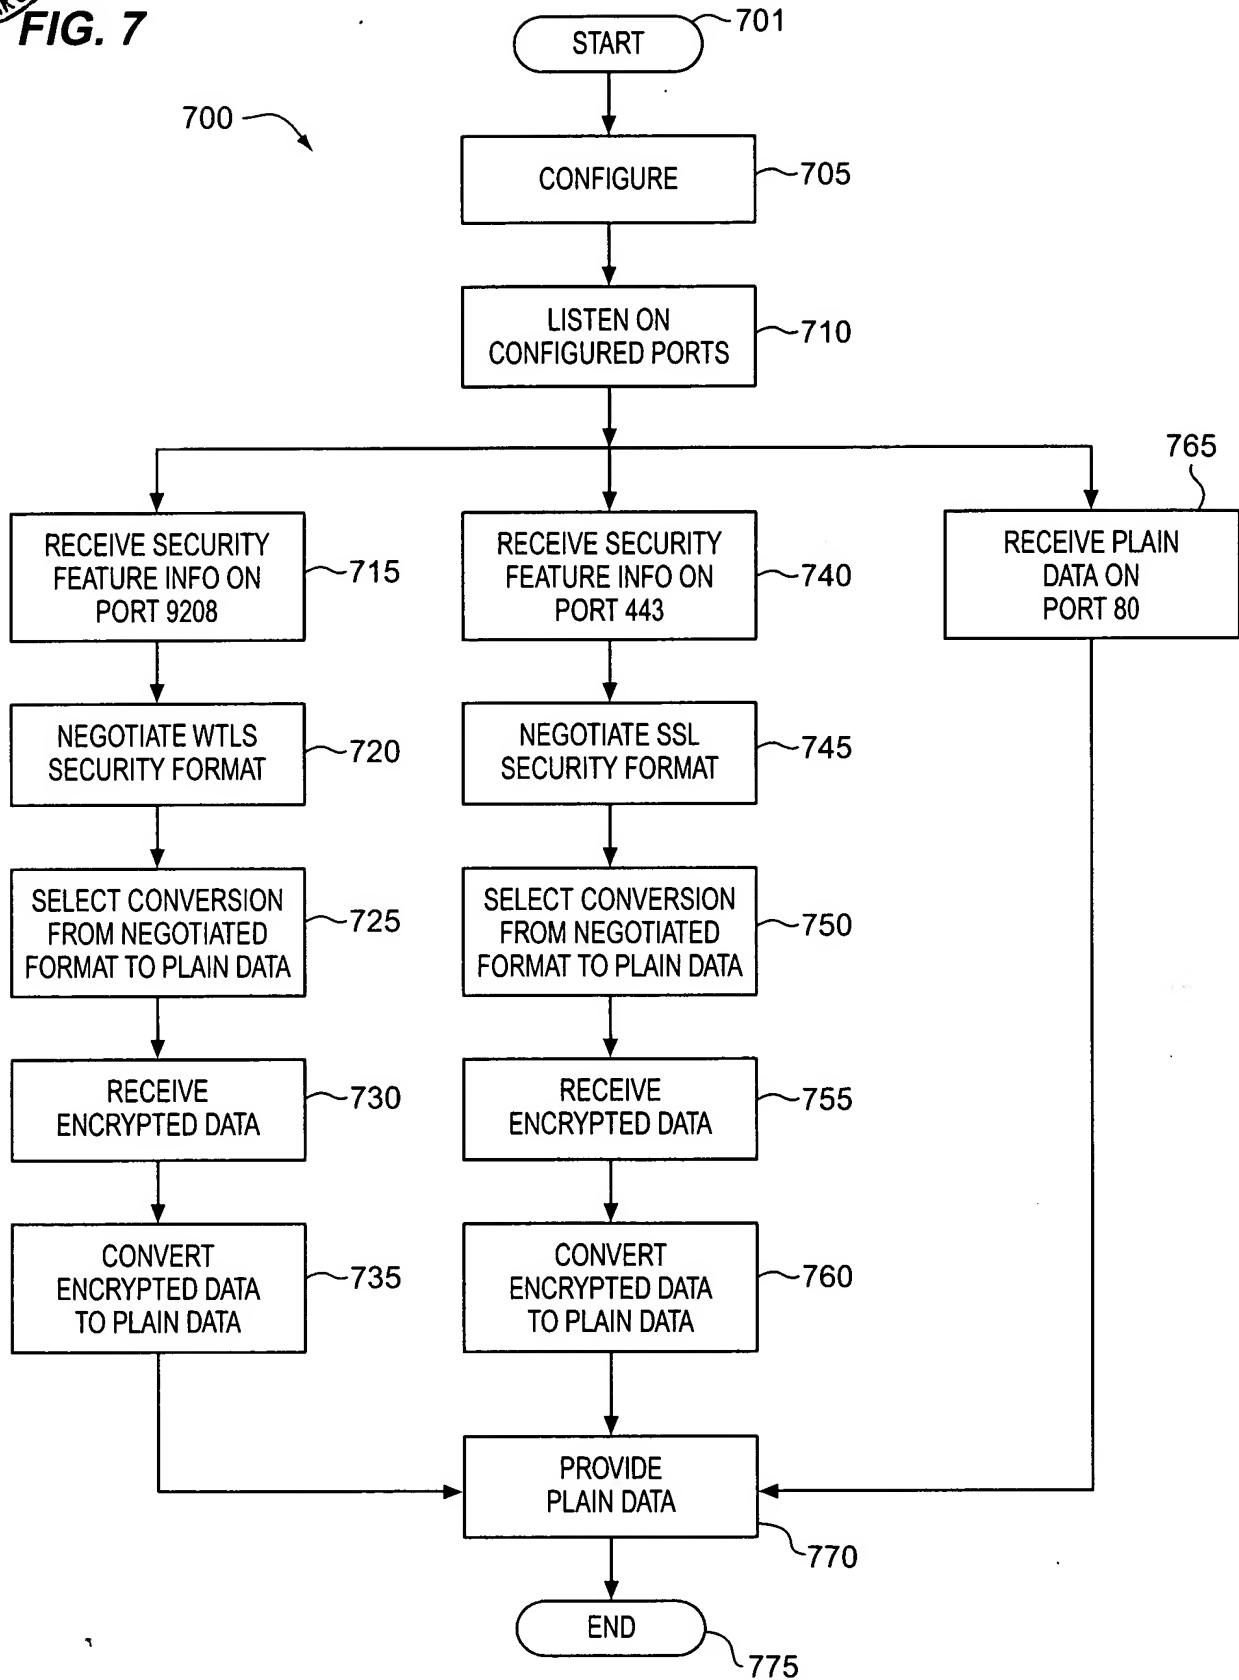 FIG. 7
START
701
700
CONFIGURE
705
LISTEN ON
CONFIGURED PORTS
710
765
RECEIVE SECURITY
FEATURE INFO ON
PORT 9208
715
RECEIVE SECURITY
FEATURE INFO ON
PORT 443
740
RECEIVE PLAIN
DATA ON
PORT 80
NEGOTIATE WTLS
SECURITY FORMAT
720
NEGOTIATE SSL
SECURITY FORMAT
745
SELECT CONVERSION
FROM NEGOTIATED
FORMAT TO PLAIN DATA
725
SELECT CONVERSION
FROM NEGOTIATED
FORMAT TO PLAIN DATA
750
RECEIVE
ENCRYPTED DATA
730
RECEIVE
ENCRYPTED DATA
755
CONVERT
ENCRYPTED DATA
TO PLAIN DATA
735
CONVERT
ENCRYPTED DATA
TO PLAIN DATA
760
PROVIDE
PLAIN DATA
770
END
775